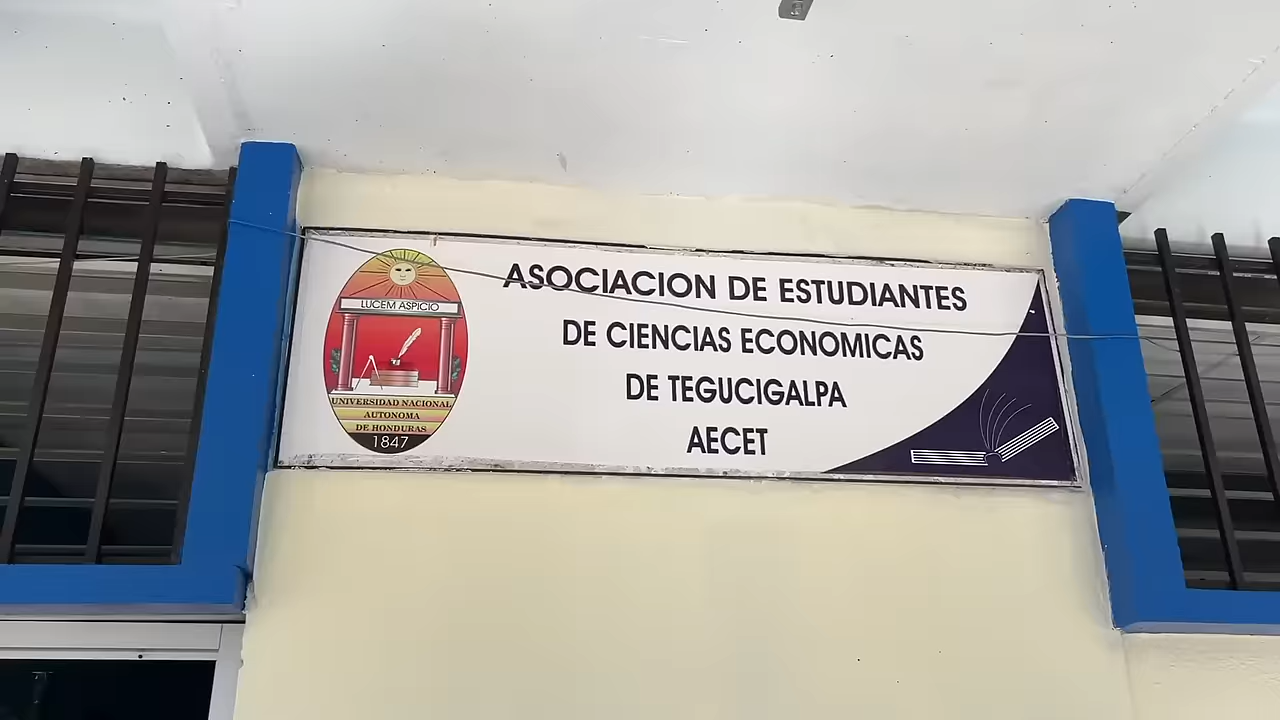 LUCEM ASPICIO
UNIVERSIDAD NACIONAL
AUTONOMA
DE HONDURAS
1847
ASOCIACION DE ESTUDIANTES
DE CIENCIAS ECONOMICAS
DE TEGUCIGALPA
AECET